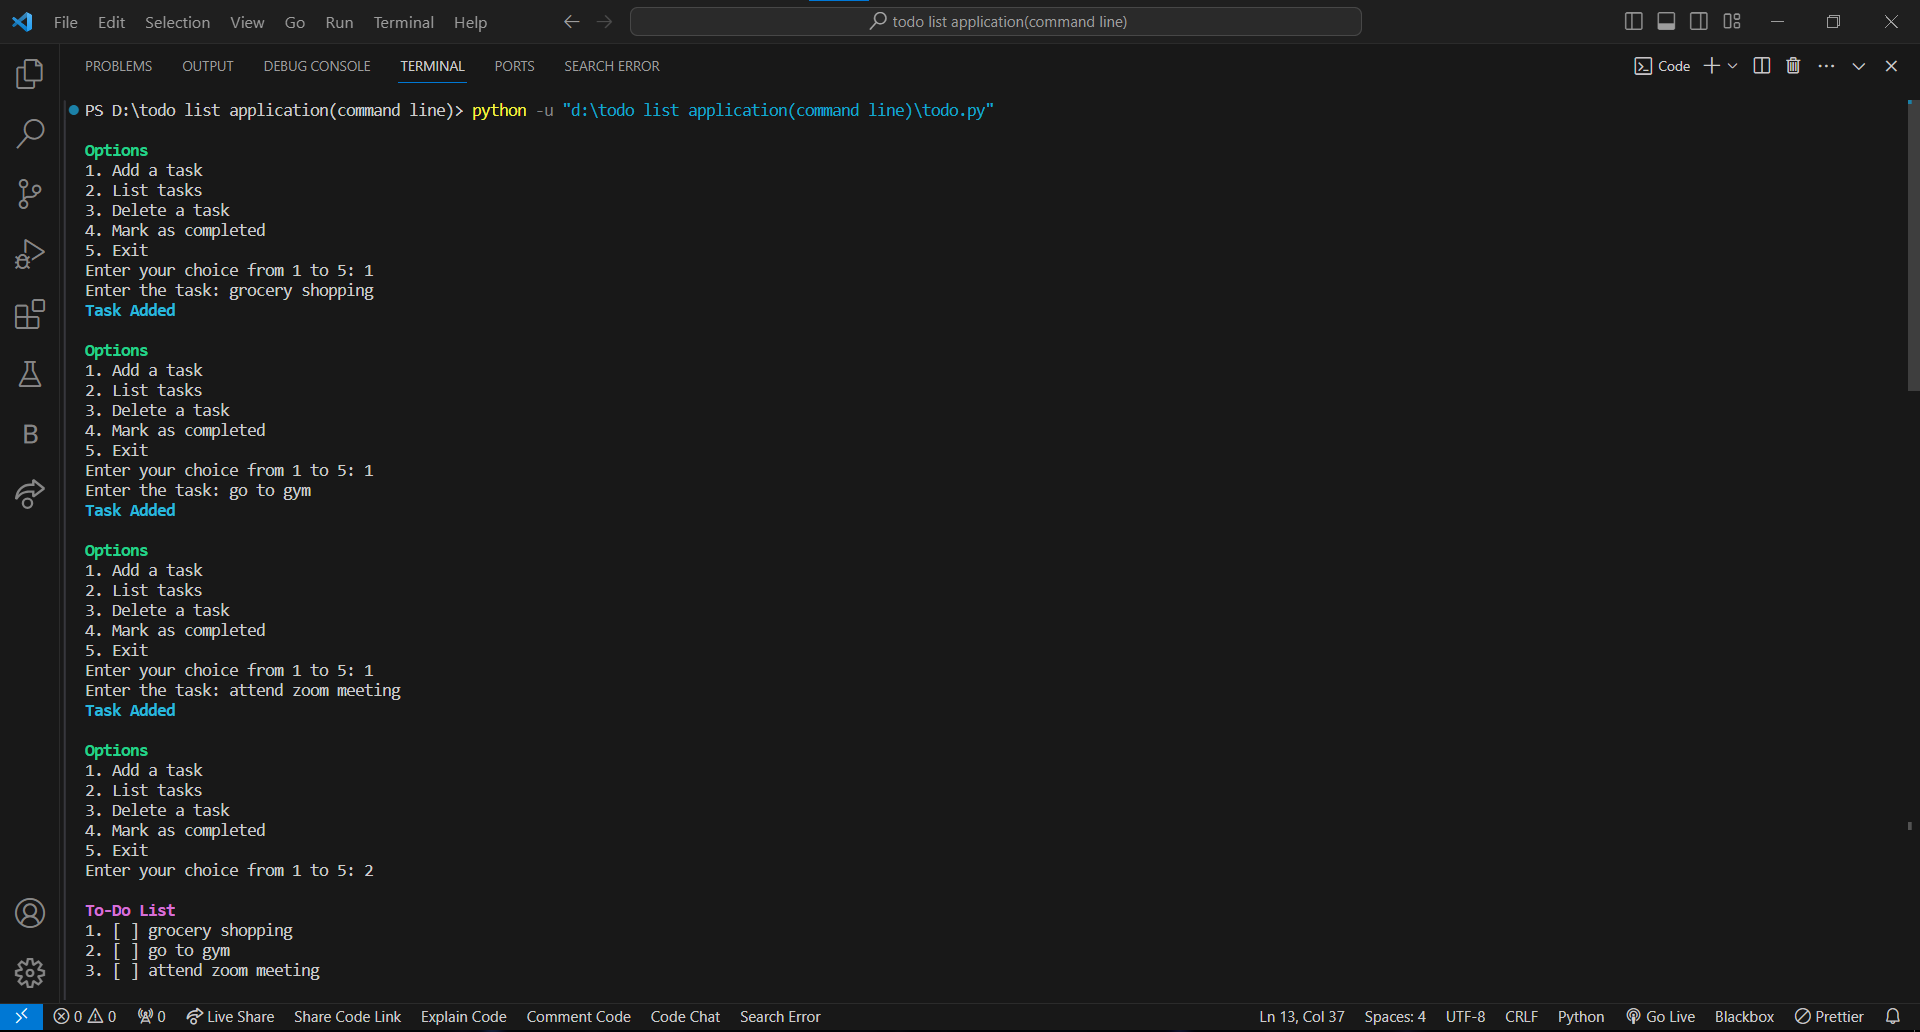 File Edit Selection View Go Run Terminal Help todo list application(command line)
PROBLEMS OUTPUT DEBUG CONSOLE TERMINAL PORTS SEARCH ERROR Code
PS D:\todo list application(command line)> python -u "d:\todo list application(command line)\todo.py"
Options
1. Add a task
2. List tasks
3. Delete a task
4. Mark as completed
5. Exit
Enter your choice from 1 to 5: 1
Enter the task: grocery shopping
Task Added
Options
1. Add a task
2. List tasks
3. Delete a task
4. Mark as completed
5. Exit
Enter your choice from 1 to 5: 1
Enter the task: go to gym
Task Added
Options
1. Add a task
2. List tasks
3. Delete a task
4. Mark as completed
5. Exit
Enter your choice from 1 to 5: 1
Enter the task: attend zoom meeting
Task Added
Options
1. Add a task
2. List tasks
3. Delete a task
4. Mark as completed
5. Exit
Enter your choice from 1 to 5: 2
To-Do List
1. [ ] grocery shopping
2. [ ] go to gym
3. [ ] attend zoom meeting
B
0 0 0 Live Share Share Code Link Explain Code Comment Code Code Chat Search Error Ln 13, Col 37 Spaces: 4 UTF-8 CRLF Python Go Live Blackbox Prettier